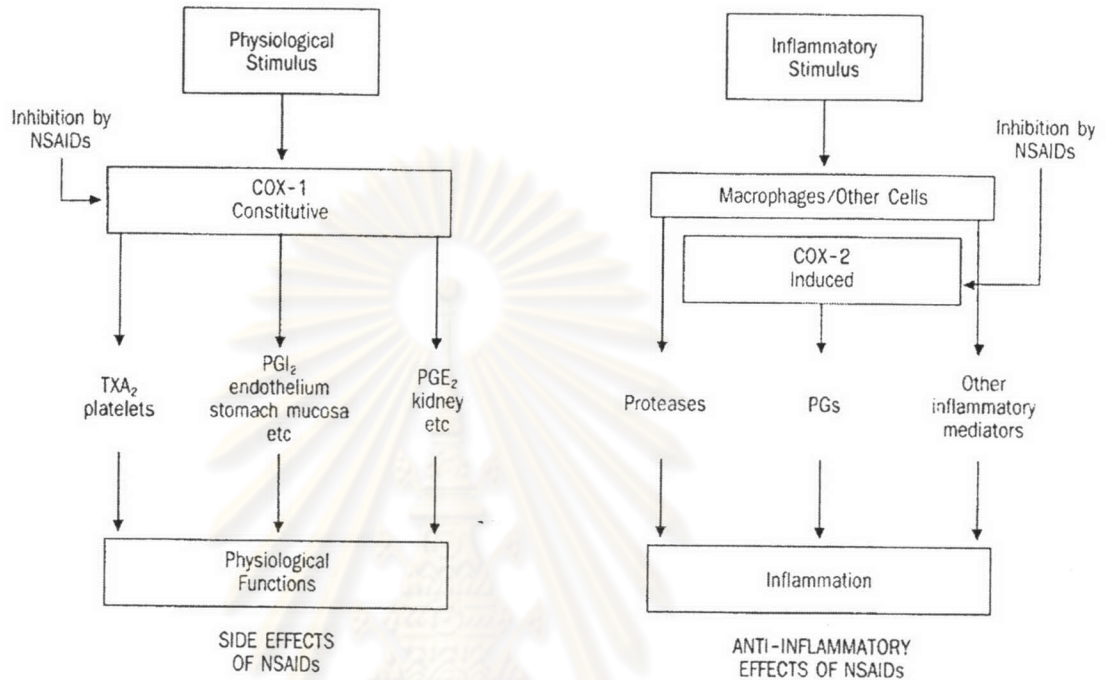 Physiological
Stimulus
Inhibition by
NSAIDs
COX-1
Constitutive
TXA₂
platelets
PGI₂
endothelium
stomach mucosa
etc
PGE₂
kidney
etc
Physiological
Functions
SIDE EFFECTS
OF NSAIDs
Inflammatory
Stimulus
Inhibition by
NSAIDs
Macrophages/Other Cells
COX-2
Induced
Proteases
PGs
Other
inflammatory
mediators
Inflammation
ANTI-INFLAMMATORY
EFFECTS OF NSAIDs